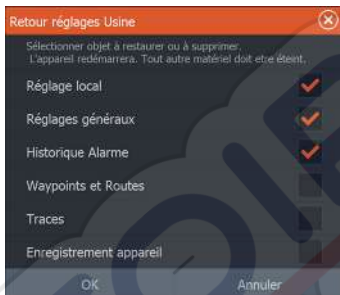 Retour réglages Usine
Sélectionner objet à restaurer ou à supprimer.
L'appareil redémarrera. Tout autre matériel doit etre éteint.
Réglage local
Réglages généraux
Historique Alarme
Waypoints et Routes
Traces
Enregistrement appareil
OK
Annuler